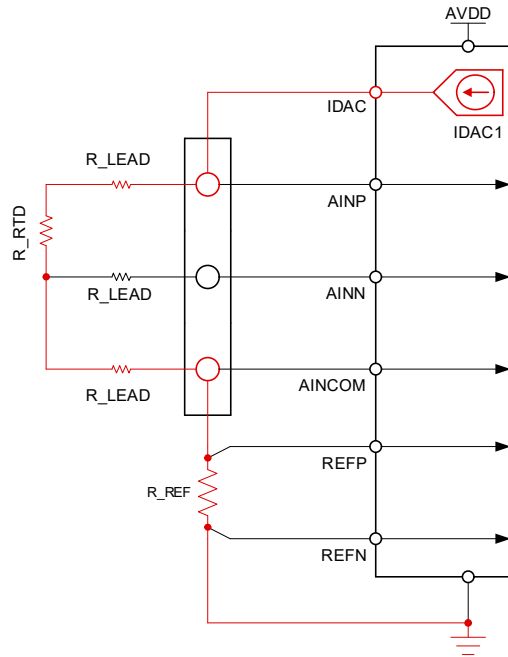 AVDD
IDAC
IDAC1
R_LEAD
AINP
R_RTD
R_LEAD
AINN
R_LEAD
AINCOM
REFP
R_REF
REFN